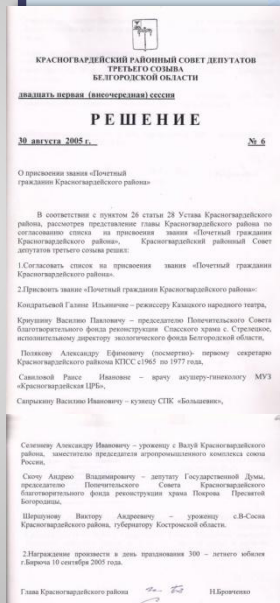 КРАСНОГВАРДЕЙСКИЙ РАЙОННЫЙ СОВЕТ ДЕПУТАТОВ
ТРЕТЬЕГО СОЗЫВА
БЕЛГОРОДСКОЙ ОБЛАСТИ
двадцать первая (внеочередная) сессия
РЕШЕНИЕ
30 августа 2005 г. № 6
О присвоении звания «Почетный
гражданин Красногвардейского района»
В соответствии с пунктом 26 статьи 28 Устава Красногвардейского
района, рассмотрев представление главы Красногвардейского района по
согласованию списка на присвоения звания «Почетный гражданин
Красногвардейского района», Красногвардейский районный Совет
депутатов третьего созыва решил:
1.Согласовать список на присвоения звания «Почетный гражданин
Красногвардейского района».
2.Присвоить звание «Почетный гражданин Красногвардейского района»:
Кондратьевой Галине Ильиничне – режиссеру Казацкого народного театра,
Криушину Василию Павловичу – председателю Попечительского Совета
благотворительного фонда реконструкции Спасского храма с. Стрелецкое,
исполнительному директору экологического фонда Белгородской области,
Полякову Александру Ефимовичу (посмертно)- первому секретарю
Красногвардейского райкома КПСС с1965 по 1977 года,
Савиловой Раисе Ивановне – врачу акушеру-гинекологу МУЗ
«Красногвардейская ЦРБ»,
Сапрыкину Василию Ивановичу – кузнецу СПК «Большевик»,
Селезневу Александру Ивановичу – уроженцу с Валуй Красногвардейского
района, заместителю председателя агропромышленного комплекса союза
России,
Скочу Андрею Владимировичу – депутату Государственной Думы,
председателю Попечительского Совета Красногвардейского
благотворительного фонда реконструкции храма Покрова Пресвятой
Богородицы,
Шершунову Виктору Андреевичу – уроженцу с.В-Сосна
Красногвардейского района, губернатору Костромской области.
2.Награждение произвести в день празднования 300 – летнего юбилея
г.Бирюча 10 сентября 2005 года.
Глава Красногвардейского района Н.Бровченко